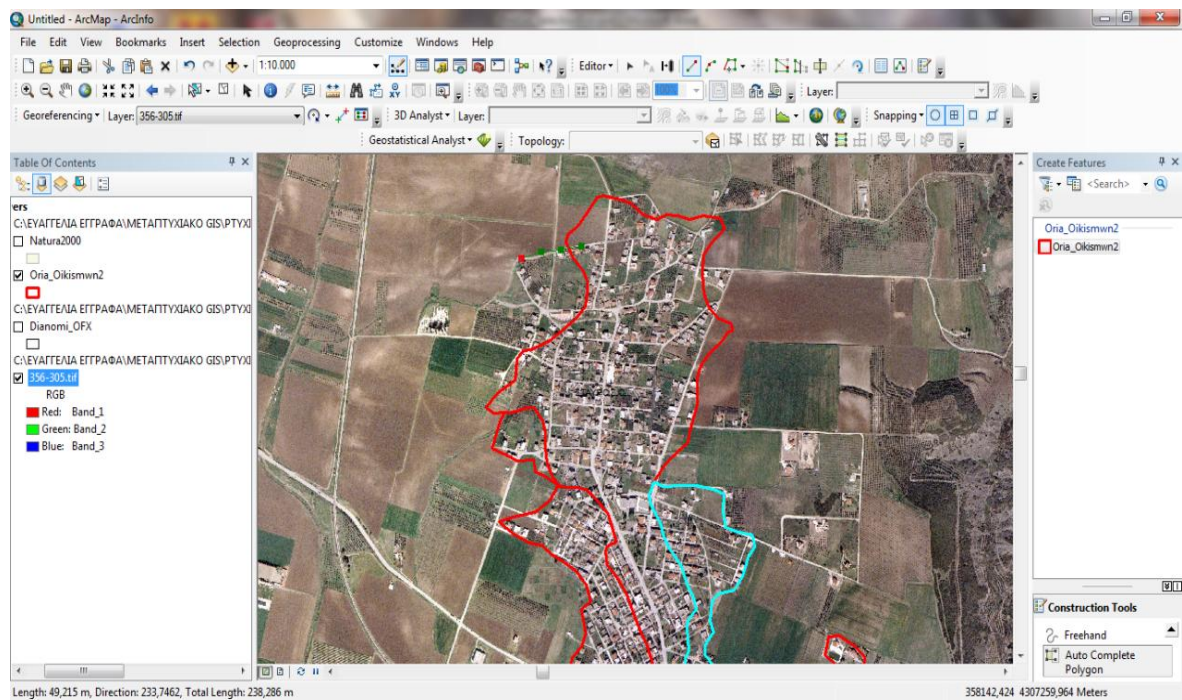 Untitled - ArcMap - ArcInfo
File Edit View Bookmarks Insert Selection Geoprocessing Customize Windows Help
1:10.000 Editor
100% Layer:
Georeferencing Layer: 356-305.tif 3D Analyst Layer: Snapping
Geostatistical Analyst Topology:
Table Of Contents
ers
C:\ΕΥΑΓΓΕΛΙΑ ΕΓΓΡΑΦΑ\ΜΕΤΑΠΤΥΧΙΑΚΟ GIS\PTYXI
Natura2000
Oria_Oikismwn2
C:\ΕΥΑΓΓΕΛΙΑ ΕΓΓΡΑΦΑ\ΜΕΤΑΠΤΥΧΙΑΚΟ GIS\PTYXI
Dianomi_OFX
C:\ΕΥΑΓΓΕΛΙΑ ΕΓΓΡΑΦΑ\ΜΕΤΑΠΤΥΧΙΑΚΟ GIS\PTYXI
356-305.tif
RGB
Red: Band_1
Green: Band_2
Blue: Band_3
Create Features
<Search>
Oria_Oikismwn2
Oria_Oikismwn2
Construction Tools
Freehand
Auto Complete
Polygon
Length: 49,215 m, Direction: 233,7462, Total Length: 238,286 m
358142,424 4307259,964 Meters